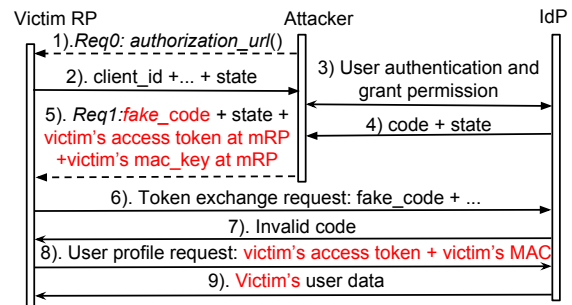 Victim RP
Attacker
IdP
1).Req0: authorization_url()
2). client_id +... + state
3) User authentication and
grant permission
4) code + state
5). Req1:fake_code + state +
victim's access token at mRP
+victim's mac_key at mRP
6). Token exchange request: fake_code + ...
7). Invalid code
8). User profile request: victim's access token + victim's MAC
9). Victim's user data